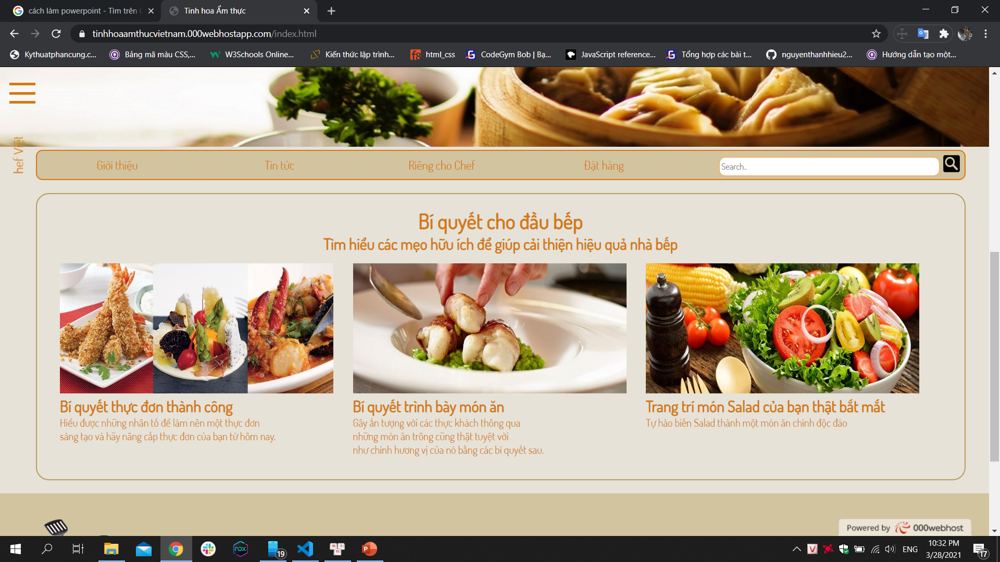 cách làm powerpoint - Tìm trên
Tinh hoa Ẩm thực
tinhhoaamthucvietnam.000webhostapp.com/index.html
Kythuatphancung.c...
Bảng mã màu CSS,...
W3Schools Online...
Kiến thức lập trình...
html_css
CodeGym Bob | Bạ...
JavaScript reference...
Tổng hợp các bài t...
nguyenthanhhieu2...
Hướng dẫn tạo một...
hef Việt
Giới thiệu
Tin tức
Riêng cho Chef
Đặt hàng
Search..
Bí quyết cho đầu bếp
Tìm hiểu các mẹo hữu ích để giúp cải thiện hiệu quả nhà bếp
Bí quyết thực đơn thành công
Hiểu được những nhân tố để làm nên một thực đơn
sáng tạo và hãy nâng cấp thực đơn của bạn từ hôm nay.
Bí quyết trình bày món ăn
Gây ấn tượng với các thực khách thông qua
những món ăn trông cũng thật tuyệt vời
như chính hương vị của nó bằng các bí quyết sau.
Trang trí món Salad của bạn thật bắt mắt
Tự hào biến Salad thành một món ăn chính độc đáo
Powered by 000webhost
19
ENG
10:32 PM
3/28/2021
17